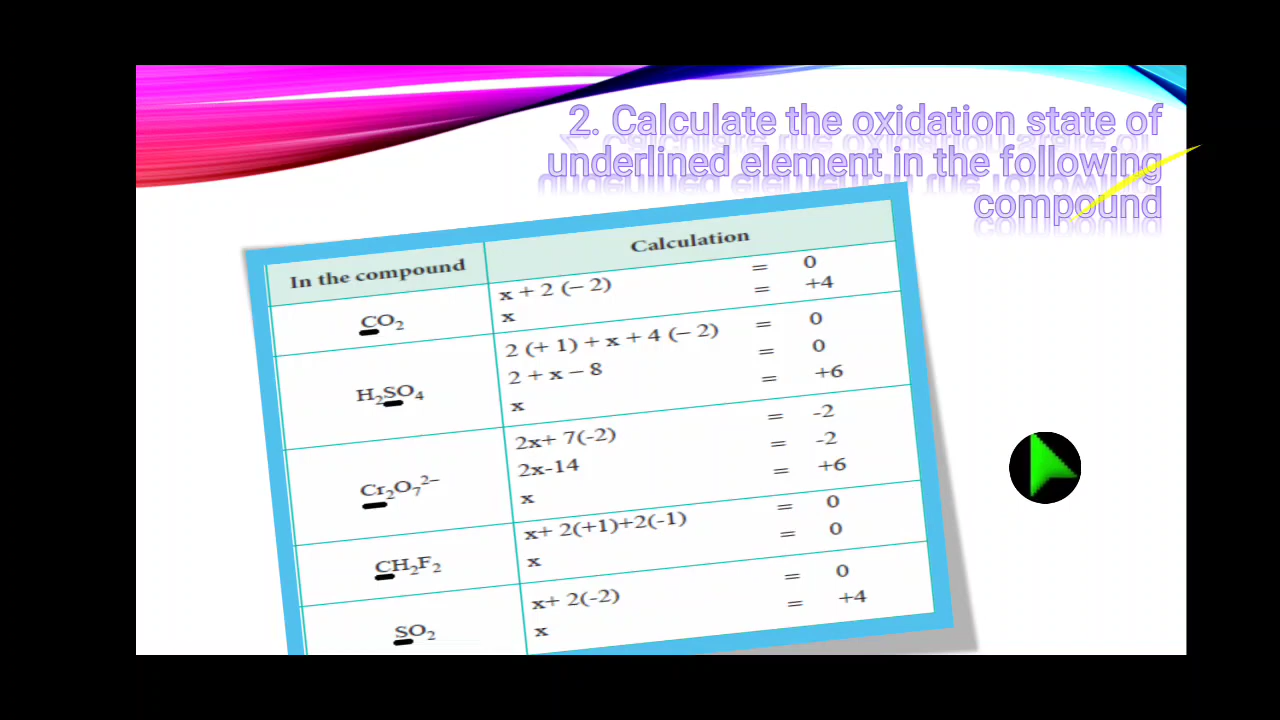 2. Calculate the oxidation state of
underlined element in the following
compound
In the compound Calculation
CO₂
x + 2 (– 2) = 0
x = +4
H₂SO₄
2 (+ 1) + x + 4 (– 2) = 0
2 + x – 8 = 0
x = +6
Cr₂O₇²⁻
2x+ 7(-2) = -2
2x-14 = -2
x = +6
CH₂F₂
x+ 2(+1)+2(-1) = 0
x = 0
SO₂
x+ 2(-2) = 0
x = +4